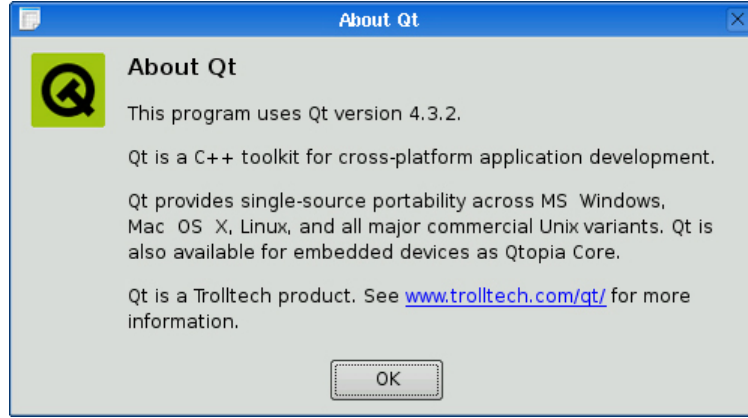 About Qt
About Qt
This program uses Qt version 4.3.2.
Qt is a C++ toolkit for cross-platform application development.
Qt provides single-source portability across MS Windows,
Mac OS X, Linux, and all major commercial Unix variants. Qt is
also available for embedded devices as Qtopia Core.
Qt is a Trolltech product. See www.trolltech.com/qt/ for more
information.
OK